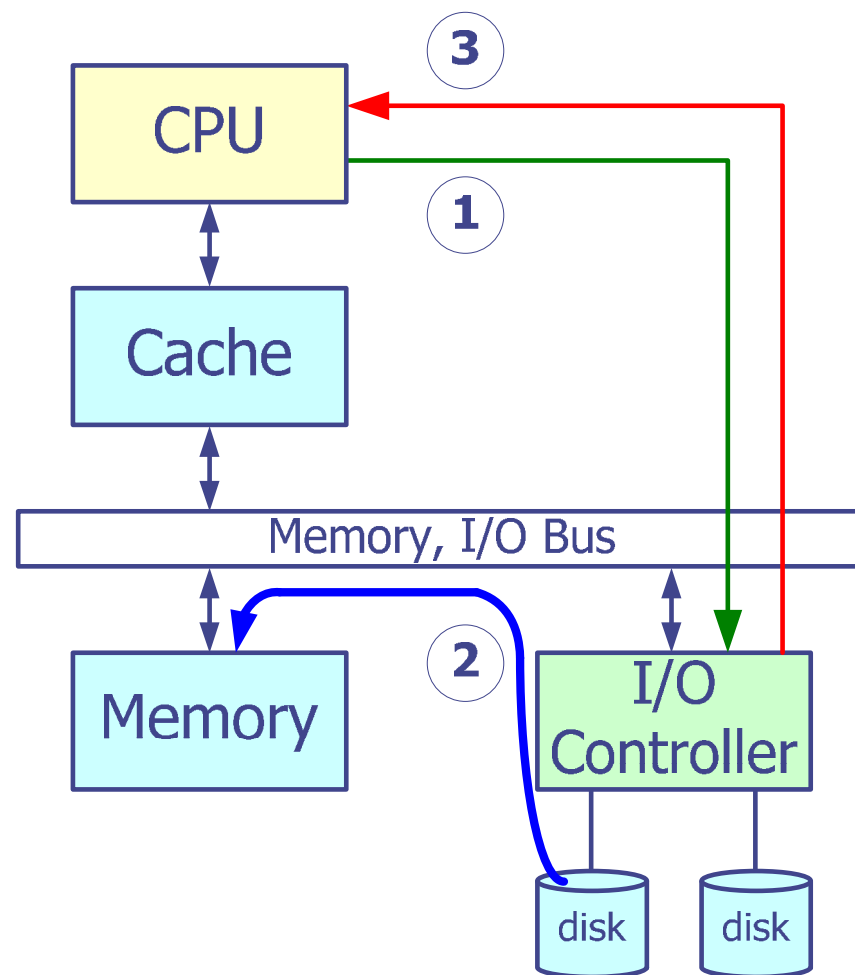 3
CPU
1
Cache
Memory, I/O Bus
2
Memory
I/O
Controller
disk
disk